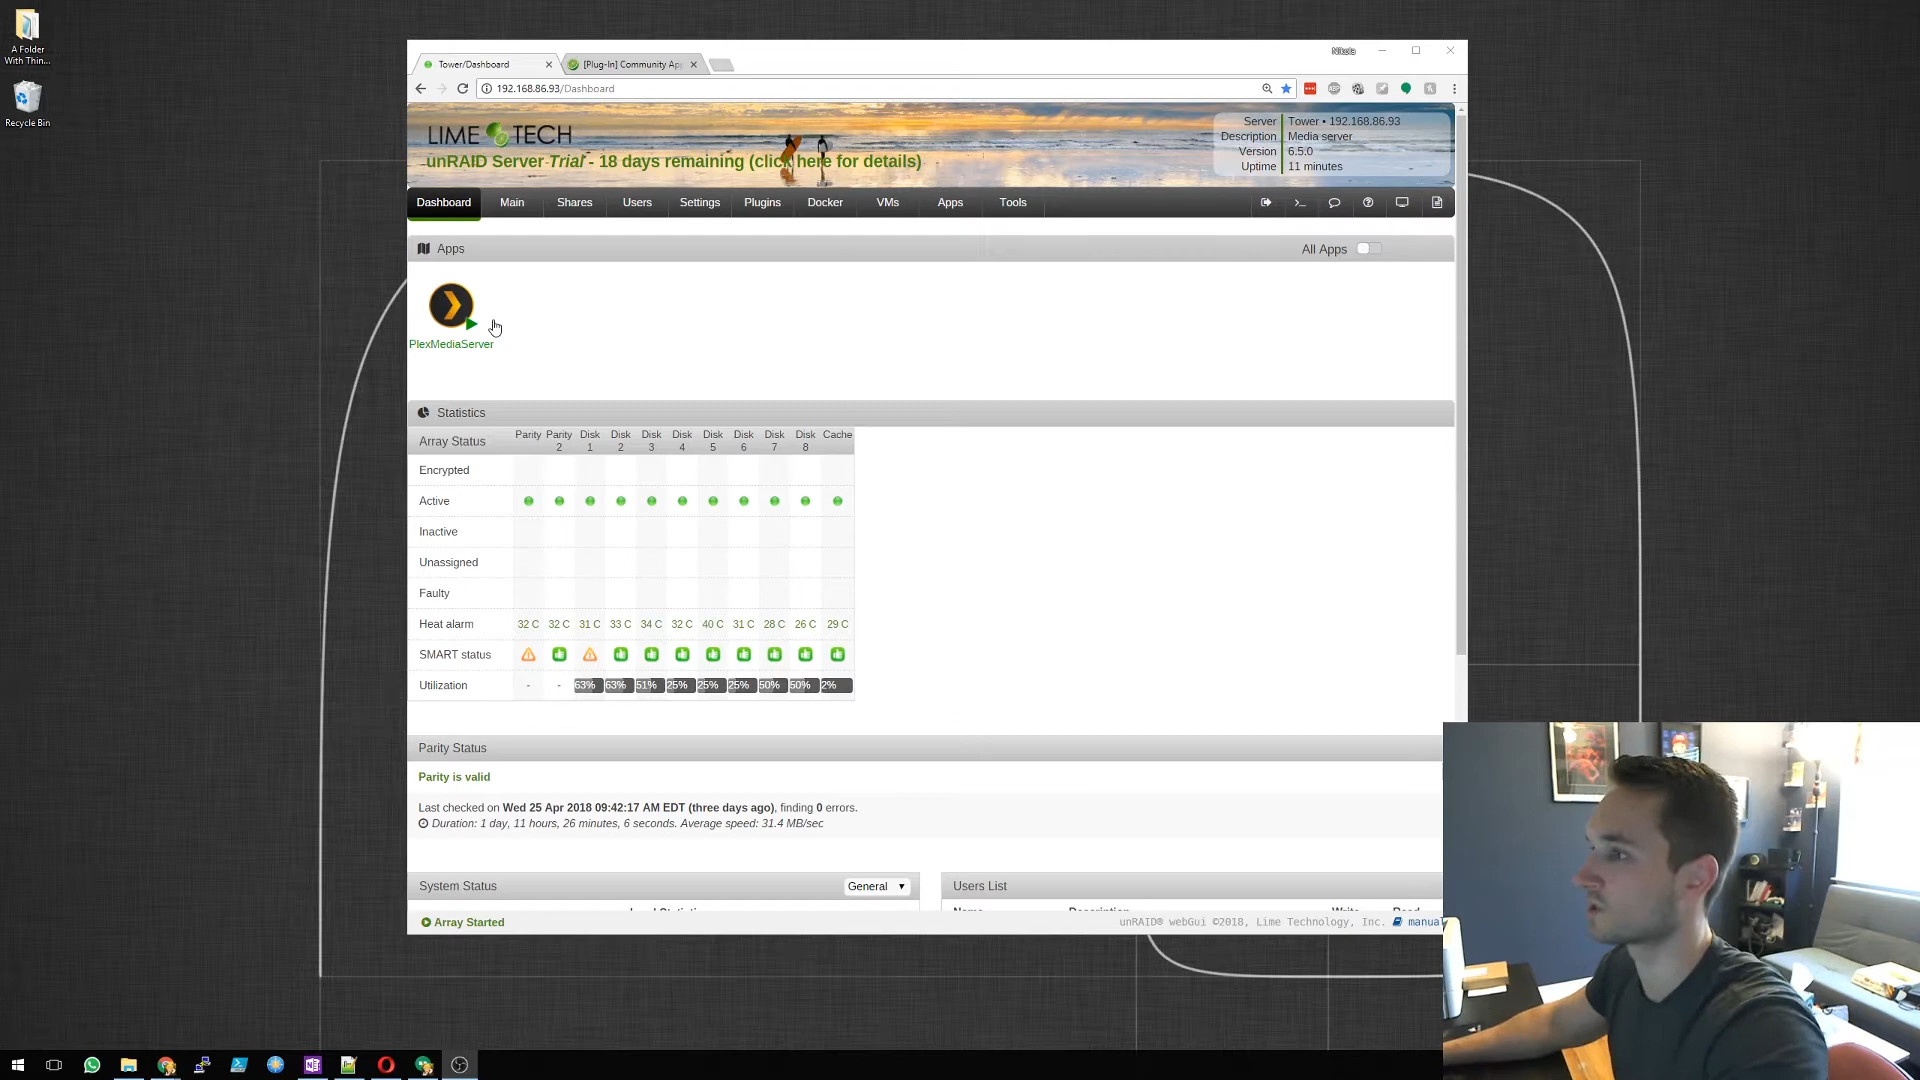 A Folder
With Thin...
Recycle Bin
Nikola
Tower/Dashboard
[Plug-In] Community Ap
192.168.86.93/Dashboard
LIME TECH
unRAID Server Trial - 18 days remaining (click here for details)
Server Tower • 192.168.86.93
Description Media server
Version 6.5.0
Uptime 11 minutes
Dashboard Main Shares Users Settings Plugins Docker VMs Apps Tools
Apps
All Apps
PlexMediaServer
Statistics
Array Status Parity Parity 2 Disk 1 Disk 2 Disk 3 Disk 4 Disk 5 Disk 6 Disk 7 Disk 8 Cache
Encrypted
Active
Inactive
Unassigned
Faulty
Heat alarm 32 C 32 C 31 C 33 C 34 C 32 C 40 C 31 C 28 C 26 C 29 C
SMART status
Utilization - - 63% 63% 51% 25% 25% 25% 50% 50% 2%
Parity Status
Parity is valid
Last checked on Wed 25 Apr 2018 09:42:17 AM EDT (three days ago), finding 0 errors.
Duration: 1 day, 11 hours, 26 minutes, 6 seconds. Average speed: 31.4 MB/sec
System Status
General
Users List
Array Started
unRAID® webGui ©2018, Lime Technology, Inc. manual